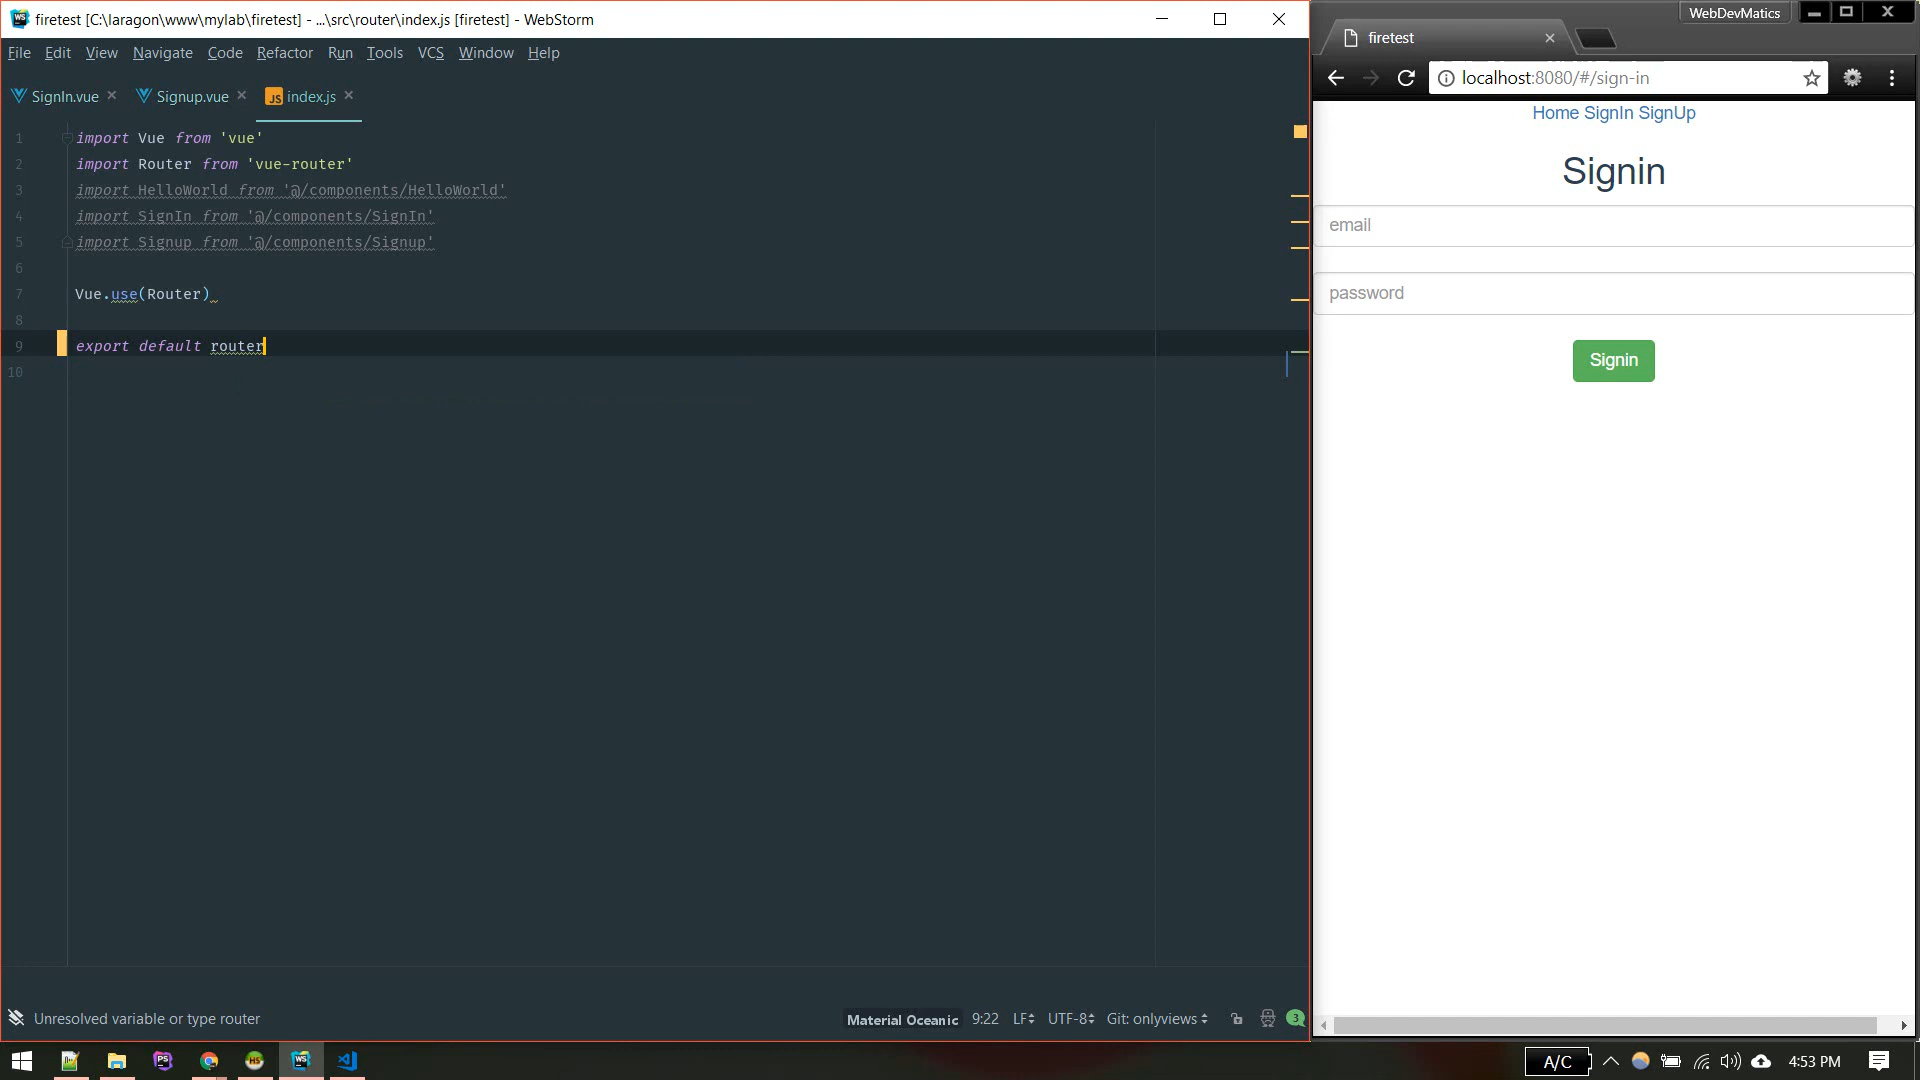 firetest [C:\laragon\www\mylab\firetest] - ...\src\router\index.js [firetest] - WebStorm
File Edit View Navigate Code Refactor Run Tools VCS Window Help
SignIn.vue Signup.vue index.js
1 import Vue from 'vue'
2 import Router from 'vue-router'
3 import HelloWorld from '@/components/HelloWorld'
4 import SignIn from '@/components/SignIn'
5 import Signup from '@/components/Signup'
6
7 Vue.use(Router)
8
9 export default router
10
Unresolved variable or type router
Material Oceanic 9:22 LF UTF-8 Git: onlyviews 3
WebDevMatics
firetest
localhost:8080/#/sign-in
Home SignIn SignUp
Signin
email
password
Signin
A/C 4:53 PM